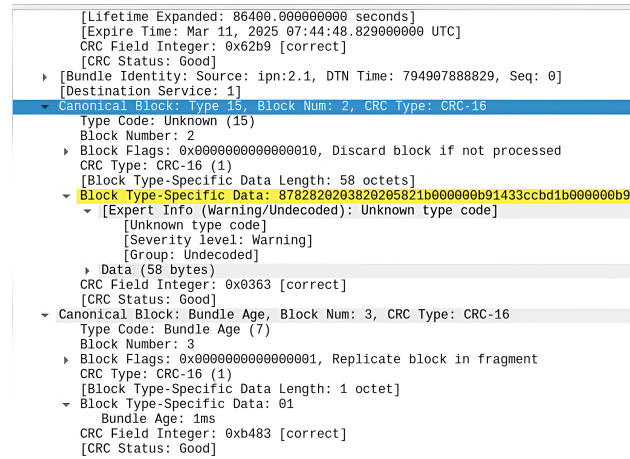 [Lifetime Expanded: 86400.000000000 seconds]
[Expire Time: Mar 11, 2025 07:44:48.829000000 UTC]
CRC Field Integer: 0x62b9 [correct]
[CRC Status: Good]
[Bundle Identity: Source: ipn:2.1, DTN Time: 794907888829, Seq: 0]
[Destination Service: 1]
Canonical Block: Type 15, Block Num: 2, CRC Type: CRC-16
Type Code: Unknown (15)
Block Number: 2
Block Flags: 0x0000000000000010, Discard block if not processed
CRC Type: CRC-16 (1)
[Block Type-Specific Data Length: 58 octets]
Block Type-Specific Data: 8782820203820205821b000000b91433ccbd1b000000b9
[Expert Info (Warning/Undecoded): Unknown type code]
[Unknown type code]
[Severity level: Warning]
[Group: Undecoded]
Data (58 bytes)
CRC Field Integer: 0x0363 [correct]
[CRC Status: Good]
Canonical Block: Bundle Age, Block Num: 3, CRC Type: CRC-16
Type Code: Bundle Age (7)
Block Number: 3
Block Flags: 0x0000000000000001, Replicate block in fragment
CRC Type: CRC-16 (1)
[Block Type-Specific Data Length: 1 octet]
Block Type-Specific Data: 01
Bundle Age: 1ms
CRC Field Integer: 0xb483 [correct]
[CRC Status: Good]